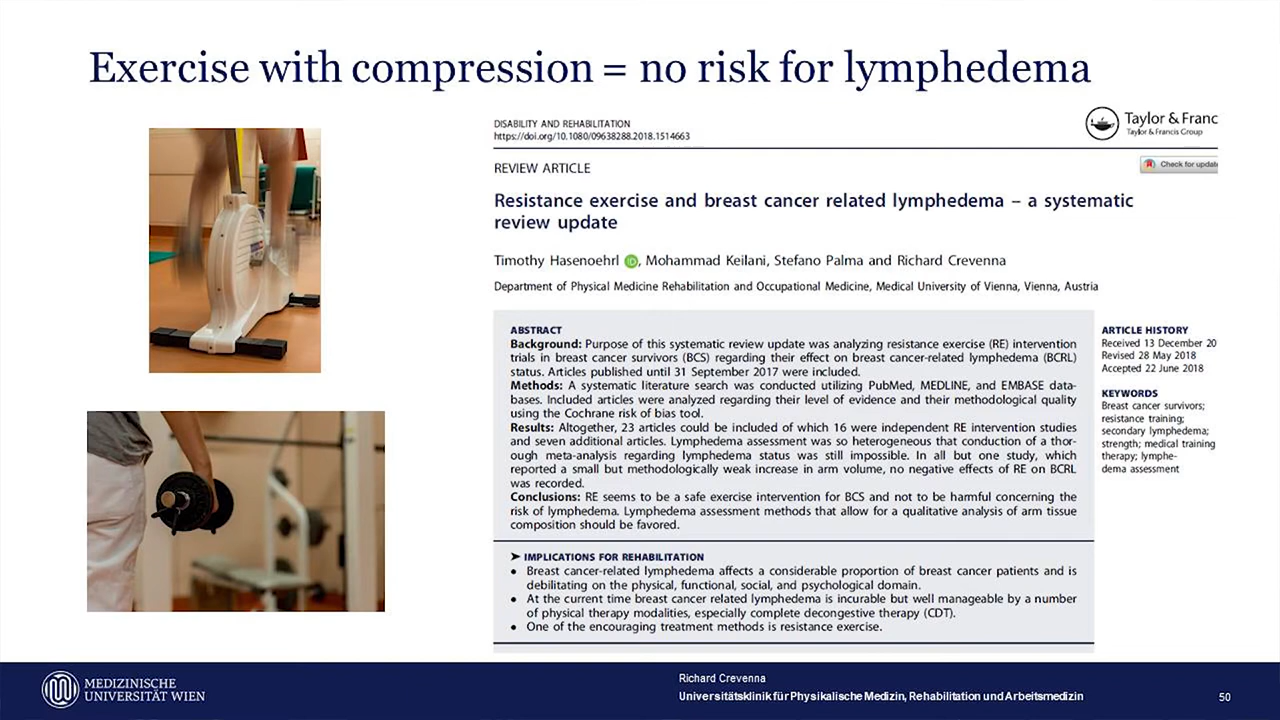 Exercise with compression = no risk for lymphedema
DISABILITY AND REHABILITATION
https://doi.org/10.1080/09638288.2018.1514663
Taylor & Franc
Taylor & Francis Group
Check for update
REVIEW ARTICLE
Resistance exercise and breast cancer related lymphedema – a systematic
review update
Timothy Hasenoehrl iD, Mohammad Keilani, Stefano Palma and Richard Crevenna
Department of Physical Medicine Rehabilitation and Occupational Medicine, Medical University of Vienna, Vienna, Austria
ABSTRACT
Background: Purpose of this systematic review update was analyzing resistance exercise (RE) intervention
trials in breast cancer survivors (BCS) regarding their effect on breast cancer-related lymphedema (BCRL)
status. Articles published until 31 September 2017 were included.
Methods: A systematic literature search was conducted utilizing PubMed, MEDLINE, and EMBASE data-
bases. Included articles were analyzed regarding their level of evidence and their methodological quality
using the Cochrane risk of bias tool.
Results: Altogether, 23 articles could be included of which 16 were independent RE intervention studies
and seven additional articles. Lymphedema assessment was so heterogeneous that conduction of a thor-
ough meta-analysis regarding lymphedema status was still impossible. In all but one study, which
reported a small but methodologically weak increase in arm volume, no negative effects of RE on BCRL
was recorded.
Conclusions: RE seems to be a safe exercise intervention for BCS and not to be harmful concerning the
risk of lymphedema. Lymphedema assessment methods that allow for a qualitative analysis of arm tissue
composition should be favored.
➤ IMPLICATIONS FOR REHABILITATION
• Breast cancer-related lymphedema affects a considerable proportion of breast cancer patients and is
debilitating on the physical, functional, social, and psychological domain.
• At the current time breast cancer related lymphedema is incurable but well manageable by a number
of physical therapy modalities, especially complete decongestive therapy (CDT).
• One of the encouraging treatment methods is resistance exercise.
ARTICLE HISTORY
Received 13 December 20
Revised 28 May 2018
Accepted 22 June 2018
KEYWORDS
Breast cancer survivors;
resistance training;
secondary lymphedema;
strength; medical training
therapy; lymphe-
dema assessment
MEDIZINISCHE
UNIVERSITÄT WIEN
Richard Crevenna
Universitätsklinik für Physikalische Medizin, Rehabilitation und Arbeitsmedizin
50